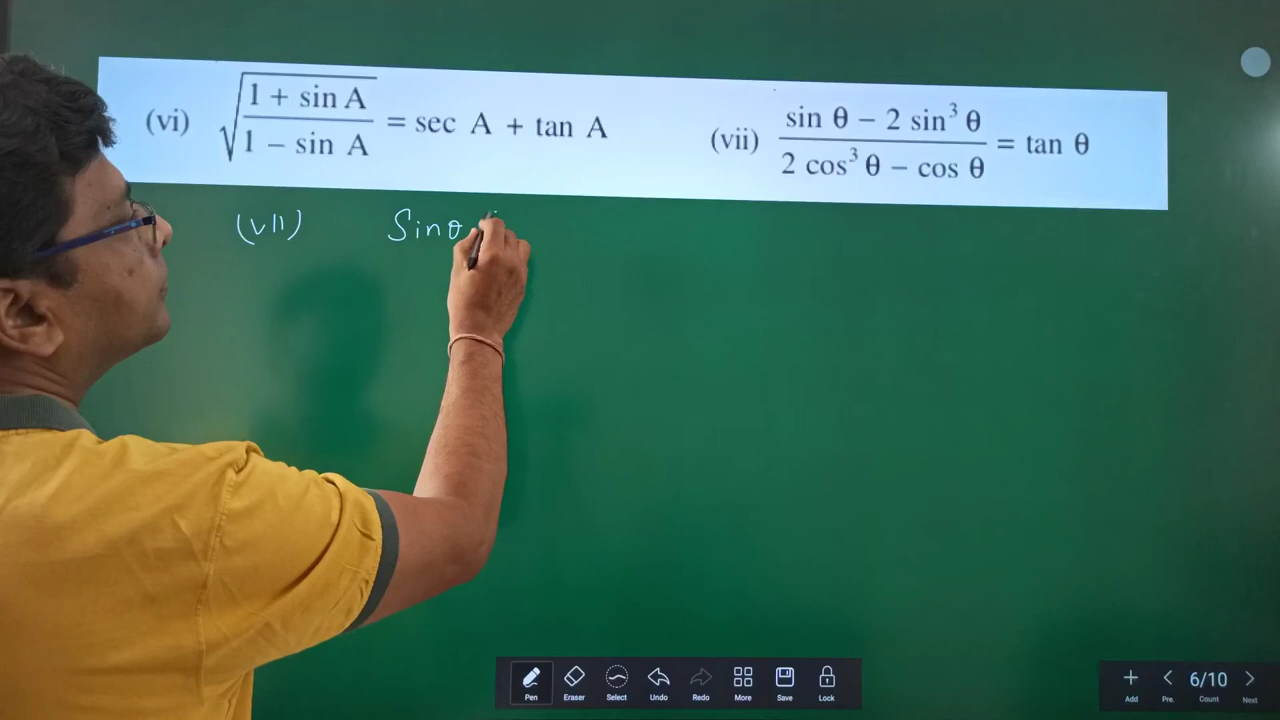 (vi) √((1 + sin A)/(1 – sin A)) = sec A + tan A
(vii) (sin θ – 2 sin³ θ)/(2 cos³ θ – cos θ) = tan θ
(VII) Sinθ
Pen Eraser Select Undo Redo More Save Lock
Add Pre. 6/10 Count Next